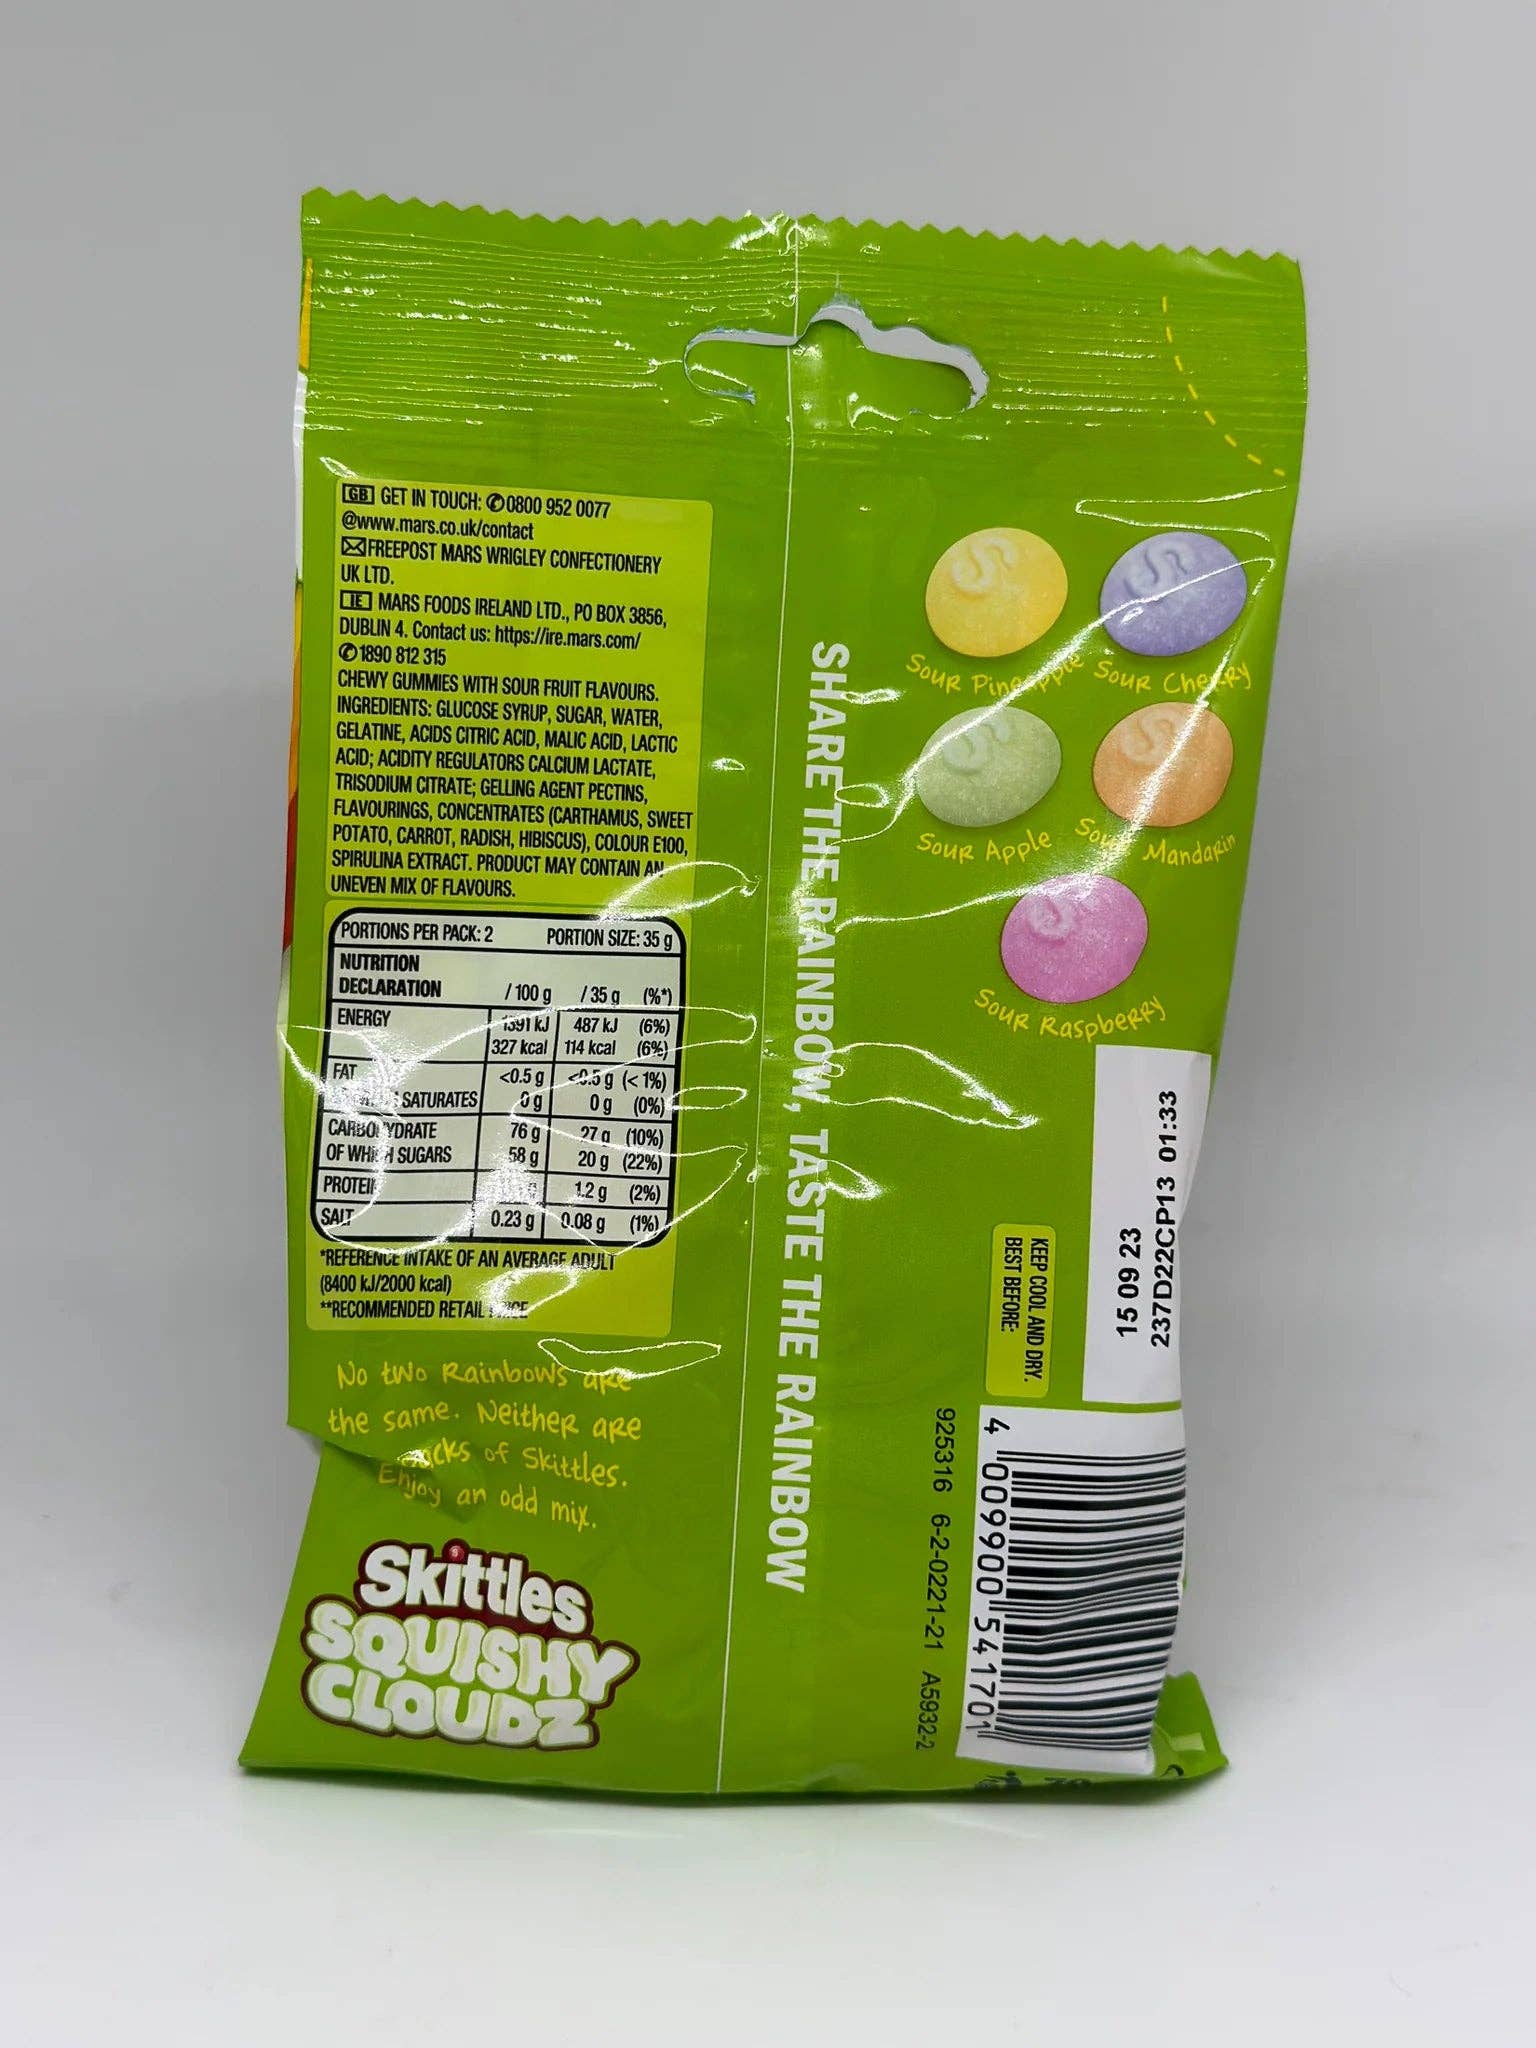 GB GET IN TOUCH: ✆0800 952 0077
@www.mars.co.uk/contact
✉FREEPOST MARS WRIGLEY CONFECTIONERY
UK LTD.
IE MARS FOODS IRELAND LTD., PO BOX 3856,
DUBLIN 4. Contact us: https://ire.mars.com/
✆1890 812 315
CHEWY GUMMIES WITH SOUR FRUIT FLAVOURS.
INGREDIENTS: GLUCOSE SYRUP, SUGAR, WATER,
GELATINE, ACIDS CITRIC ACID, MALIC ACID, LACTIC
ACID; ACIDITY REGULATORS CALCIUM LACTATE,
TRISODIUM CITRATE; GELLING AGENT PECTINS,
FLAVOURINGS, CONCENTRATES (CARTHAMUS, SWEET
POTATO, CARROT, RADISH, HIBISCUS), COLOUR E100,
SPIRULINA EXTRACT. PRODUCT MAY CONTAIN AN
UNEVEN MIX OF FLAVOURS.
PORTIONS PER PACK: 2 PORTION SIZE: 35 g
NUTRITION
DECLARATION / 100 g / 35 g (%*)
ENERGY 1391 kJ 487 kJ (6%)
327 kcal 114 kcal (6%)
FAT <0.5 g <0.5 g (< 1%)
SATURATES 0 g 0 g (0%)
CARBOHYDRATE 76 g 27 g (10%)
OF WHICH SUGARS 58 g 20 g (22%)
PROTEIN 1.2 g (2%)
SALT 0.23 g 0.08 g (1%)
*REFERENCE INTAKE OF AN AVERAGE ADULT
(8400 kJ/2000 kcal)
**RECOMMENDED RETAIL PRICE
No two Rainbows are
the same. Neither are
packs of Skittles.
Enjoy an odd mix.
Skittles
SQUISHY
CLOUDZ
SHARE THE RAINBOW, TASTE THE RAINBOW
Sour Pineapple Sour Cherry
Sour Apple Sour Mandarin
Sour Raspberry
KEEP COOL AND DRY.
BEST BEFORE:
15 09 23
237D22CP13 01:33
4 009900 541701
925316 6-2-0221-21 A5932-2